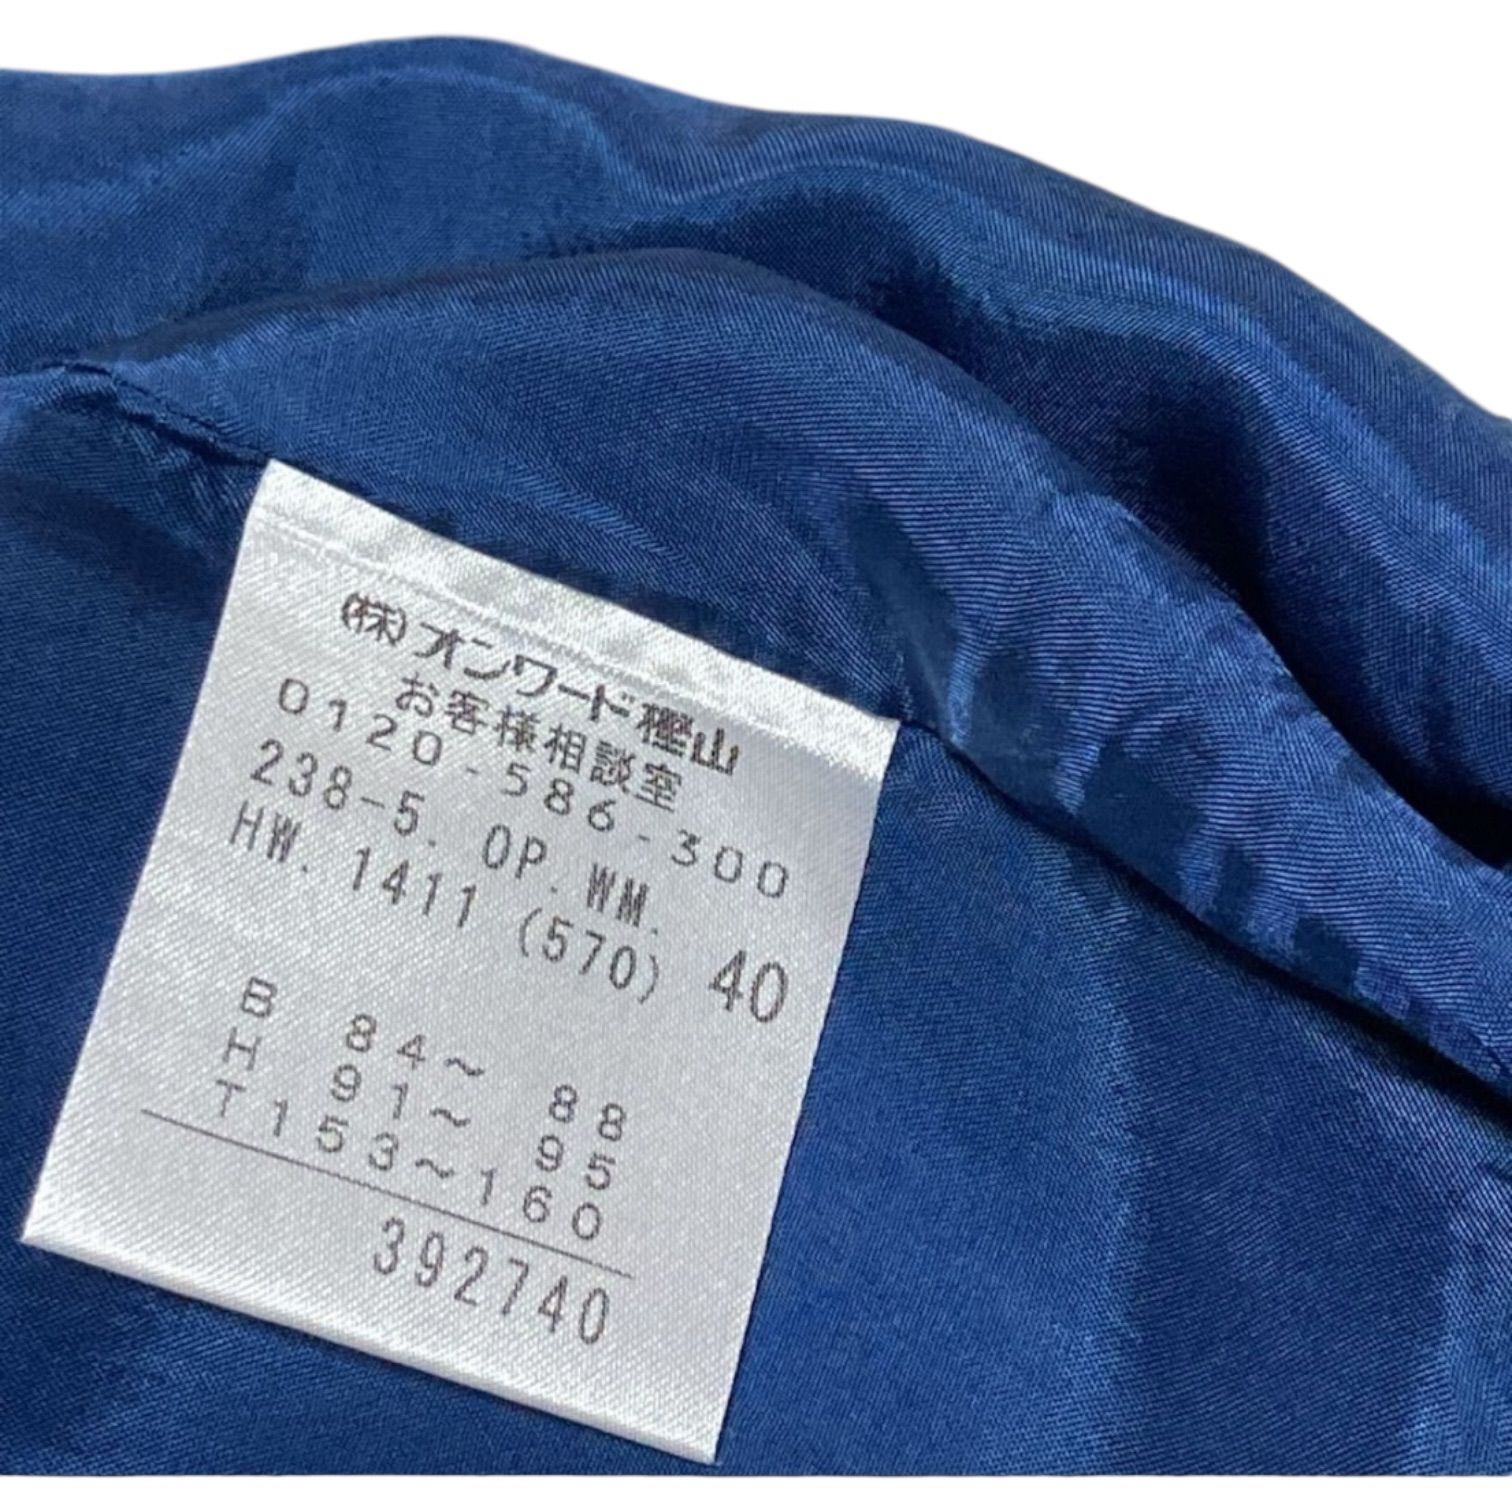 (株)オンワード樫山
お客様相談室
0120-586-300
238-5. OP. WM.
HW. 1411 (570) 40
B 84~ 88
H 91~ 95
T153~160
392740